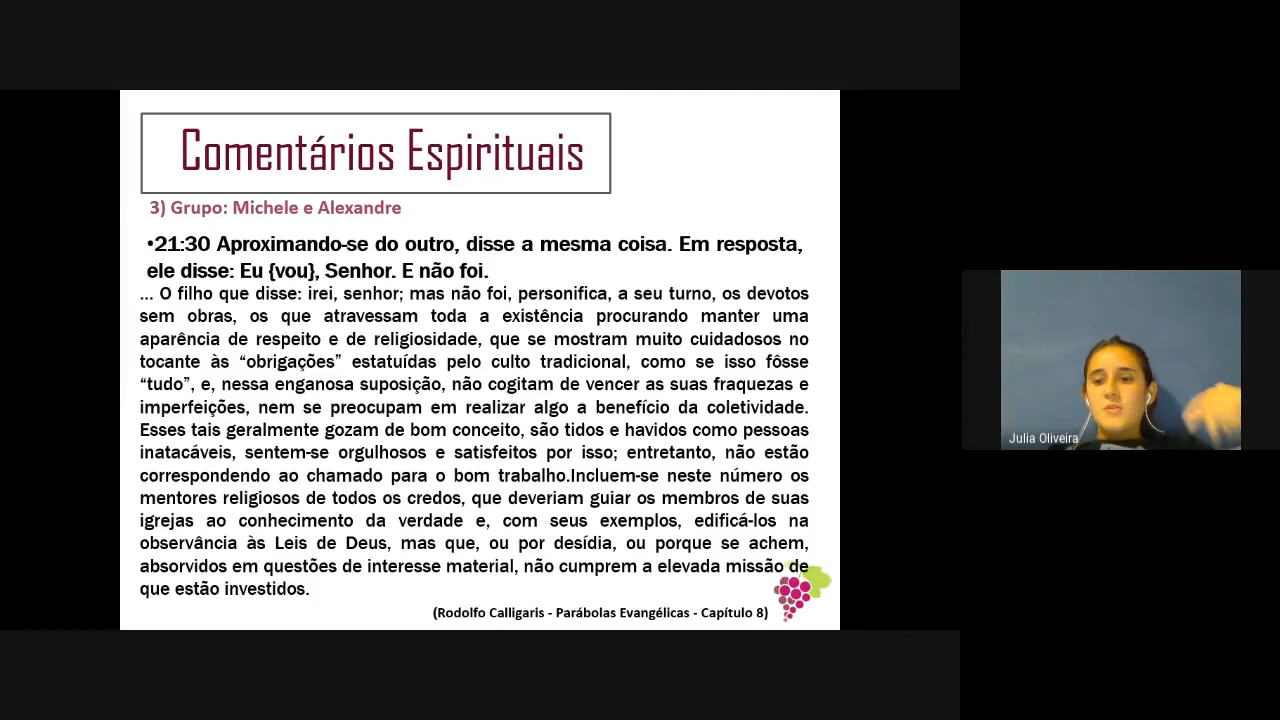 Comentários Espirituais
3) Grupo: Michele e Alexandre
•21:30 Aproximando-se do outro, disse a mesma coisa. Em resposta,
ele disse: Eu {vou}, Senhor. E não foi.
... O filho que disse: irei, senhor; mas não foi, personifica, a seu turno, os devotos
sem obras, os que atravessam toda a existência procurando manter uma
aparência de respeito e de religiosidade, que se mostram muito cuidadosos no
tocante às “obrigações” estatuídas pelo culto tradicional, como se isso fôsse
“tudo”, e, nessa enganosa suposição, não cogitam de vencer as suas fraquezas e
imperfeições, nem se preocupam em realizar algo a benefício da coletividade.
Esses tais geralmente gozam de bom conceito, são tidos e havidos como pessoas
inatacáveis, sentem-se orgulhosos e satisfeitos por isso; entretanto, não estão
correspondendo ao chamado para o bom trabalho.Incluem-se neste número os
mentores religiosos de todos os credos, que deveriam guiar os membros de suas
igrejas ao conhecimento da verdade e, com seus exemplos, edificá-los na
observância às Leis de Deus, mas que, ou por desídia, ou porque se achem,
absorvidos em questões de interesse material, não cumprem a elevada missão de
que estão investidos.
(Rodolfo Calligaris - Parábolas Evangélicas - Capítulo 8)
Julia Oliveira